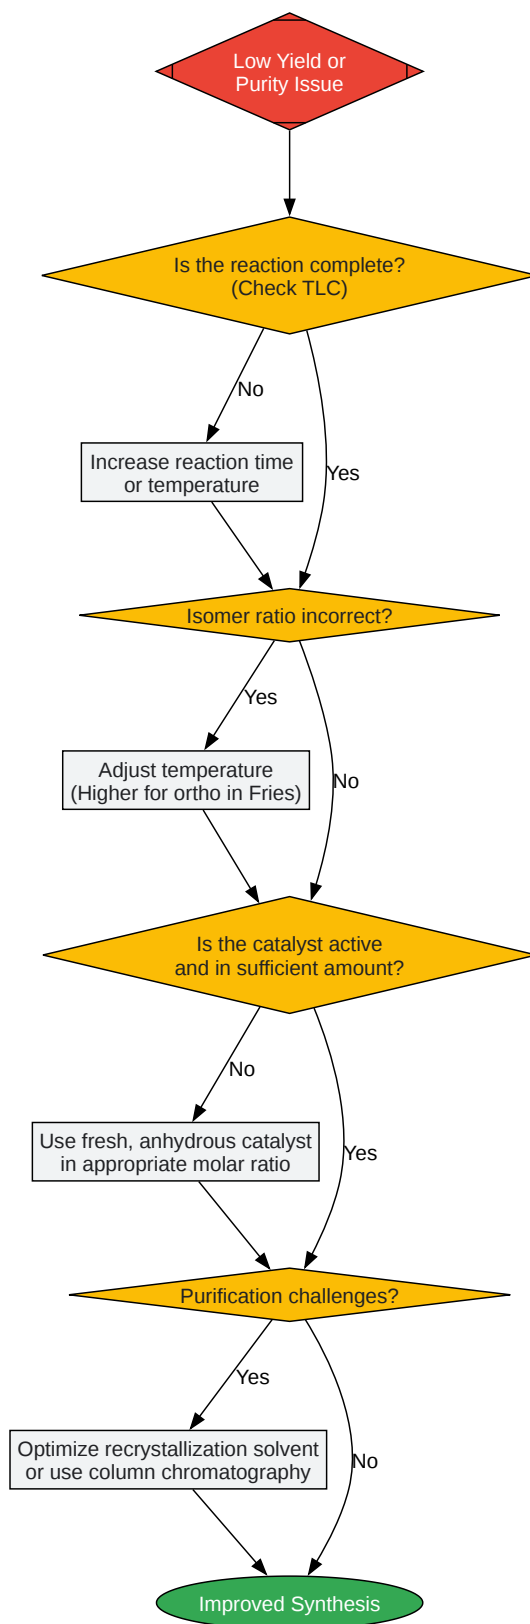 Low Yield or
Purity Issue
Is the reaction complete?
(Check TLC)
No
Increase reaction time
or temperature
Yes
Isomer ratio incorrect?
Yes
Adjust temperature
(Higher for ortho in Fries)
No
Is the catalyst active
and in sufficient amount?
No
Use fresh, anhydrous catalyst
in appropriate molar ratio
Yes
Purification challenges?
Yes
Optimize recrystallization solvent
or use column chromatography
No
Improved Synthesis